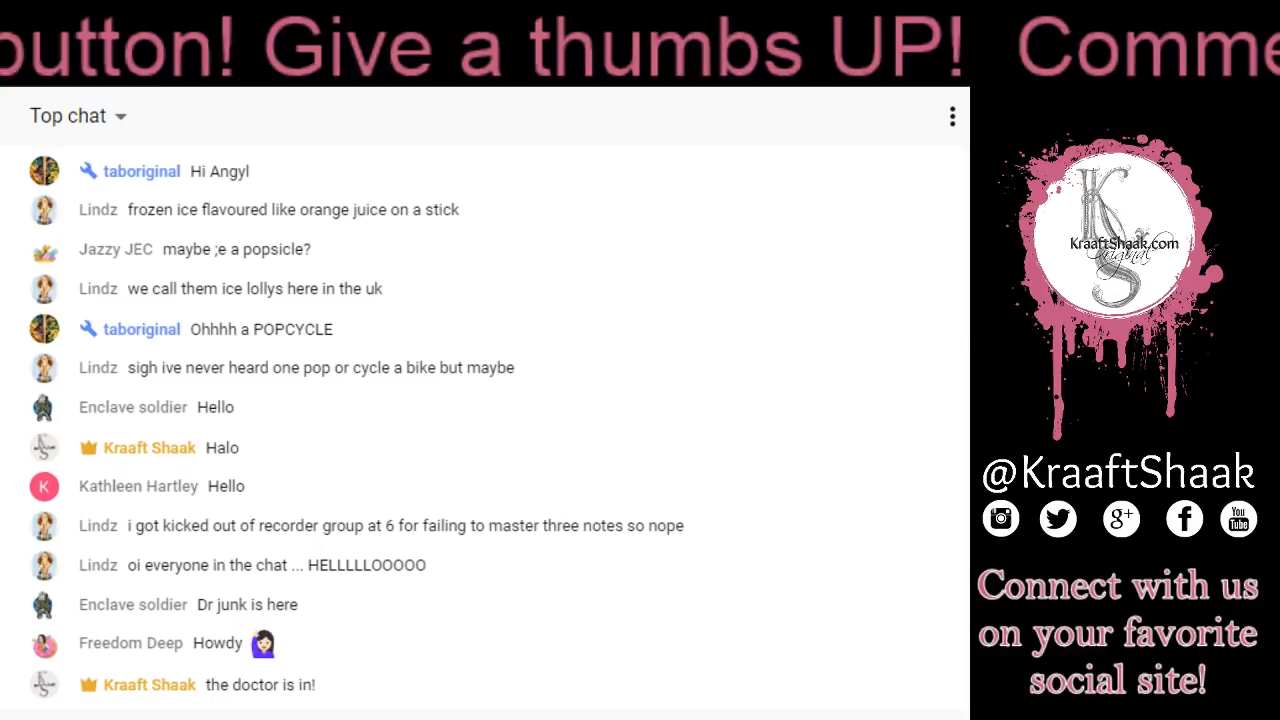 button! Give a thumbs UP! Comme
Top chat
taboriginal Hi Angyl
Lindz frozen ice flavoured like orange juice on a stick
Jazzy JEC maybe ;e a popsicle?
Lindz we call them ice lollys here in the uk
taboriginal Ohhhh a POPCYCLE
Lindz sigh ive never heard one pop or cycle a bike but maybe
Enclave soldier Hello
Kraaft Shaak Halo
K Kathleen Hartley Hello
Lindz i got kicked out of recorder group at 6 for failing to master three notes so nope
Lindz oi everyone in the chat ... HELLLLLOOOOO
Enclave soldier Dr junk is here
Freedom Deep Howdy 🙋🏻‍♀️
Kraaft Shaak the doctor is in!
K
KraaftShaak.com
Original
S
@KraaftShaak
g+ f You Tube
Connect with us
on your favorite
social site!